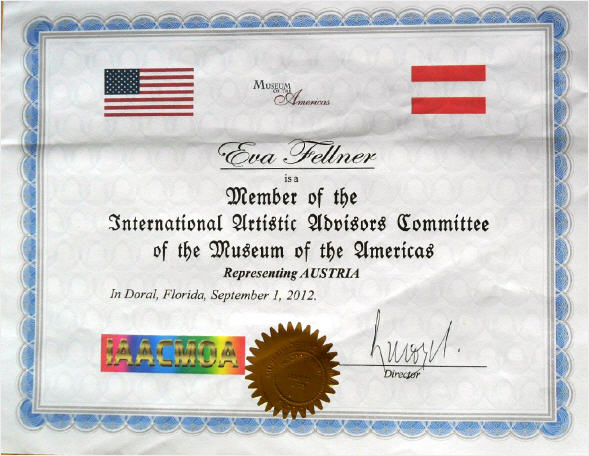 Museum
of the
Americas
Eva Fellner
is a
Member of the
International Artistic Advisors Committee
of the Museum of the Americas
Representing AUSTRIA
In Doral, Florida, September 1, 2012.
IAACMOA
Director